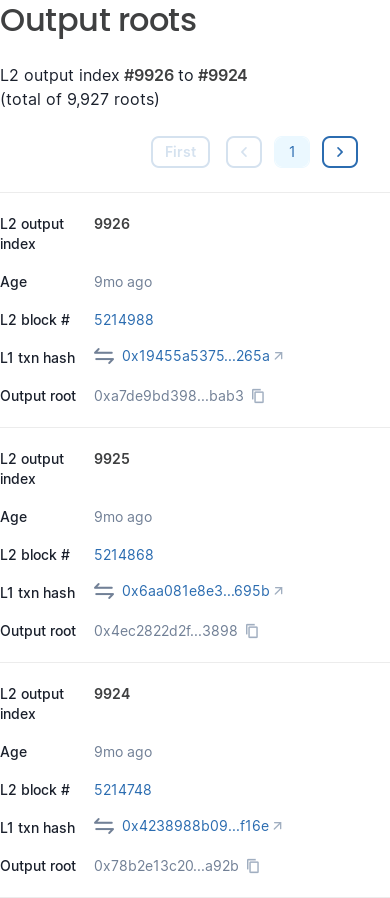 Output roots
L2 output index #9926 to #9924
(total of 9,927 roots)
First
1
L2 output index
9926
Age
9mo ago
L2 block #
5214988
L1 txn hash
0x19455a5375...265a
Output root
0xa7de9bd398...bab3
L2 output index
9925
Age
9mo ago
L2 block #
5214868
L1 txn hash
0x6aa081e8e3...695b
Output root
0x4ec2822d2f...3898
L2 output index
9924
Age
9mo ago
L2 block #
5214748
L1 txn hash
0x4238988b09...f16e
Output root
0x78b2e13c20...a92b